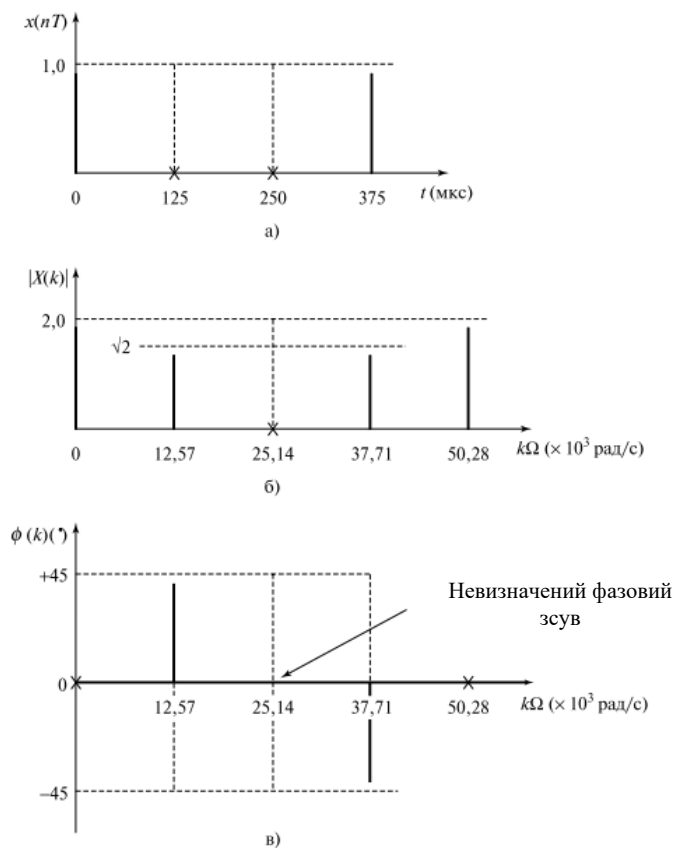 x(nT)
1,0
0 125 250 375 t (мкс)
а)
|X(k)|
2,0
√2
0 12,57 25,14 37,71 50,28 kΩ (× 10³ рад/с)
б)
ϕ (k)(°)
+45
Невизначений фазовий
зсув
0
12,57 25,14 37,71 50,28 kΩ (× 10³ рад/с)
–45
в)